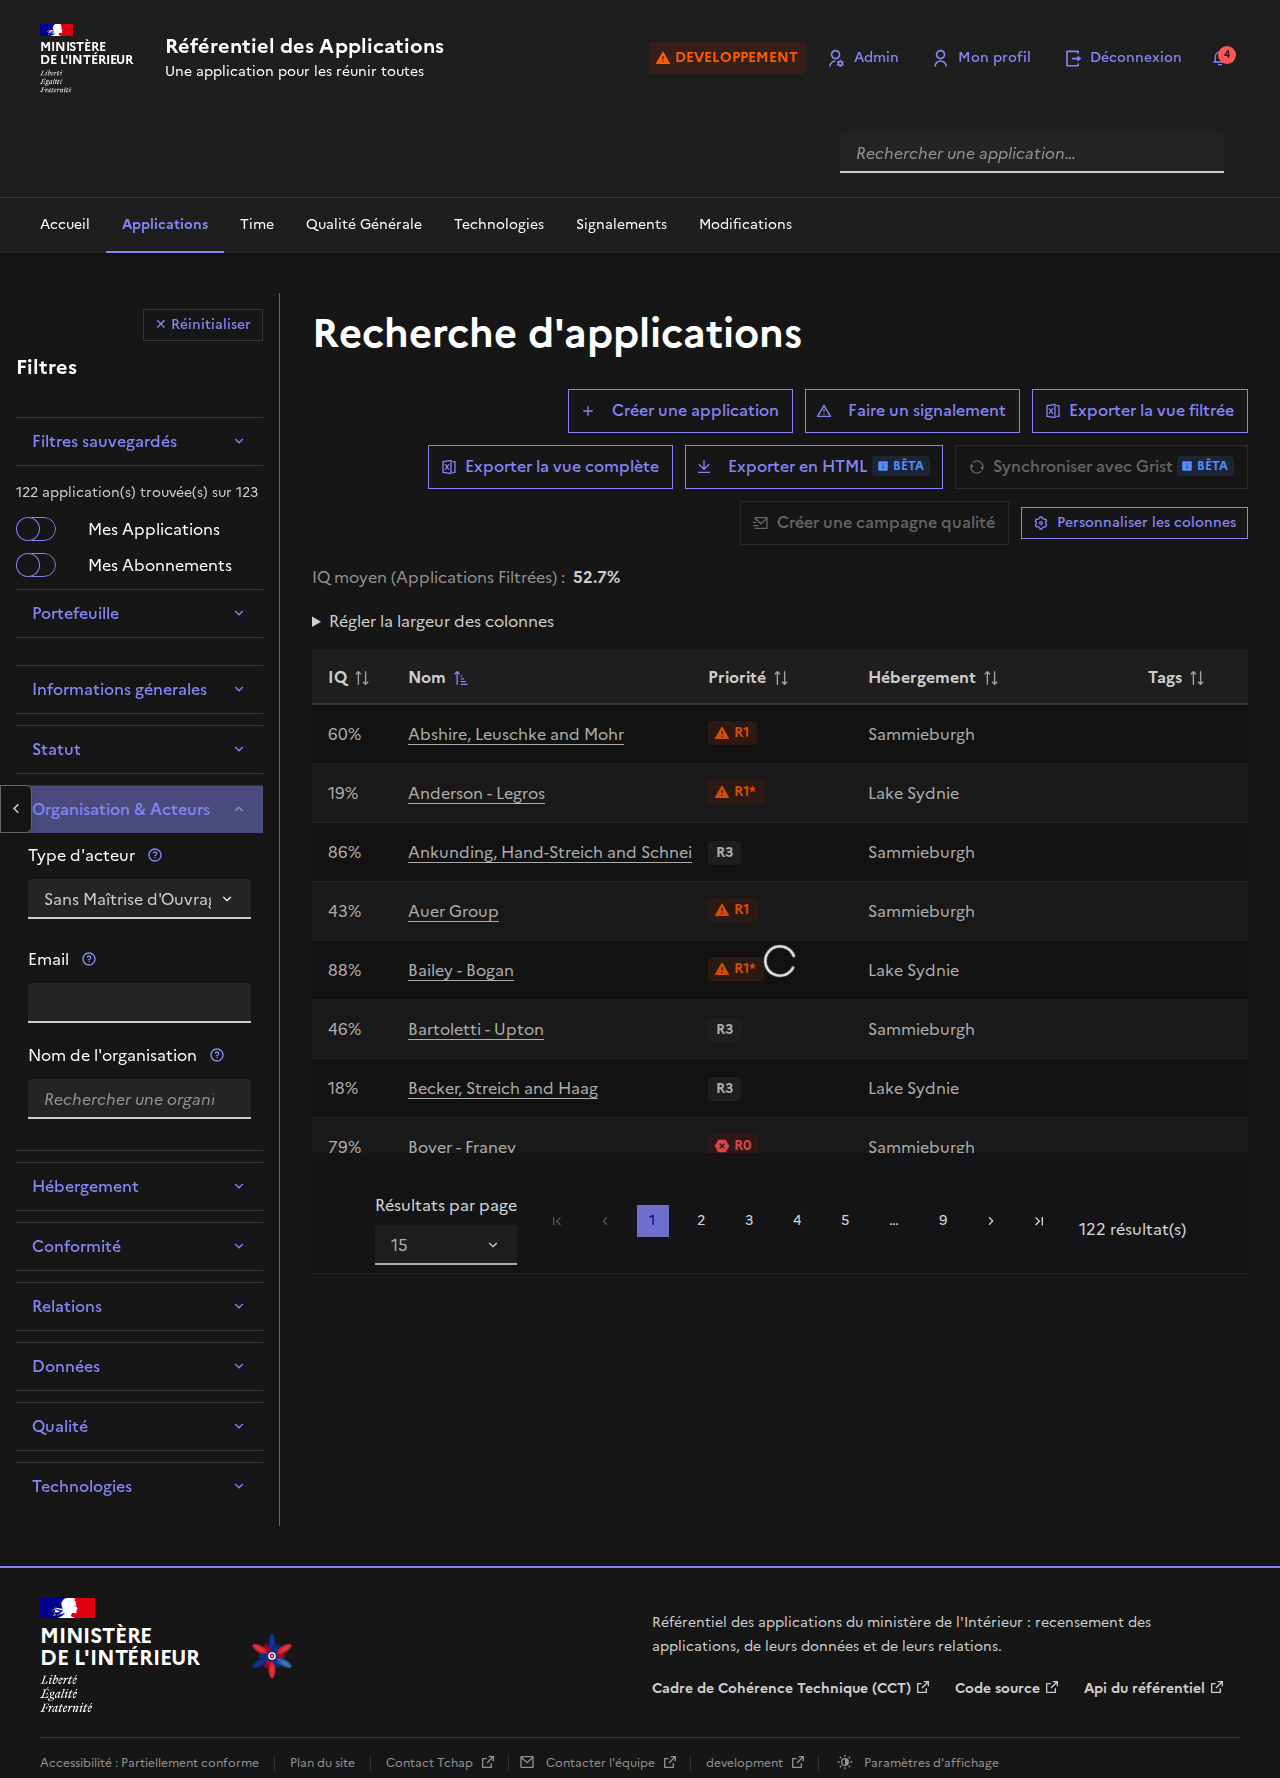 MINISTÈRE
DE L'INTÉRIEUR
Liberté
Égalité
Fraternité
Référentiel des Applications
Une application pour les réunir toutes
DEVELOPPEMENT
Admin
Mon profil
Déconnexion
4
Rechercher une application…
Accueil
Applications
Time
Qualité Générale
Technologies
Signalements
Modifications
Réinitialiser
Filtres
Filtres sauvegardés
122 application(s) trouvée(s) sur 123
Mes Applications
Mes Abonnements
Portefeuille
Informations génerales
Statut
Organisation & Acteurs
Type d'acteur
Sans Maîtrise d'Ouvrag
Email
Nom de l'organisation
Rechercher une organi
Hébergement
Conformité
Relations
Données
Qualité
Technologies
Recherche d'applications
Créer une application
Faire un signalement
Exporter la vue filtrée
Exporter la vue complète
Exporter en HTML BÊTA
Synchroniser avec Grist BÊTA
Créer une campagne qualité
Personnaliser les colonnes
IQ moyen (Applications Filtrées) : 52.7%
Régler la largeur des colonnes
IQ Nom Priorité Hébergement Tags
60% Abshire, Leuschke and Mohr R1 Sammieburgh
19% Anderson - Legros R1* Lake Sydnie
86% Ankunding, Hand-Streich and Schnei R3 Sammieburgh
43% Auer Group R1 Sammieburgh
88% Bailey - Bogan R1* Lake Sydnie
46% Bartoletti - Upton R3 Sammieburgh
18% Becker, Streich and Haag R3 Lake Sydnie
79% Boyer - Franey R0 Sammieburgh
Résultats par page
15
1 2 3 4 5 … 9
122 résultat(s)
MINISTÈRE
DE L'INTÉRIEUR
Liberté
Égalité
Fraternité
Référentiel des applications du ministère de l'Intérieur : recensement des
applications, de leurs données et de leurs relations.
Cadre de Cohérence Technique (CCT)
Code source
Api du référentiel
Accessibilité : Partiellement conforme
Plan du site
Contact Tchap
Contacter l'équipe
development
Paramètres d'affichage